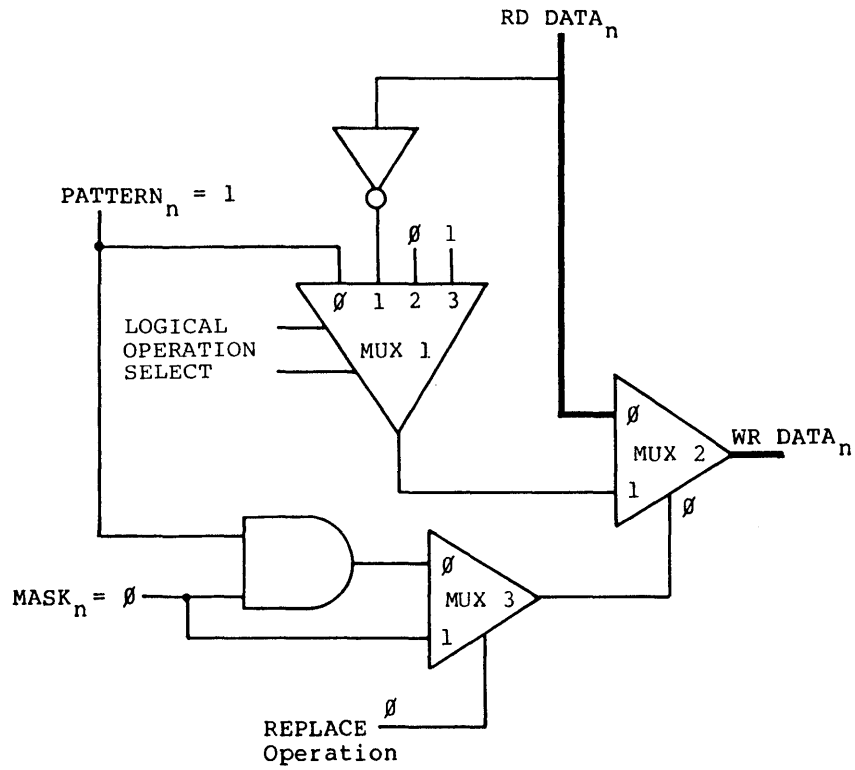 RD DATAn
PATTERNn = 1
Ø 1
Ø 1 2 3
LOGICAL
OPERATION
SELECT
MUX 1
Ø
MUX 2
WR DATAn
1
Ø
Ø
MASKn = Ø
MUX 3
1
Ø
REPLACE
Operation